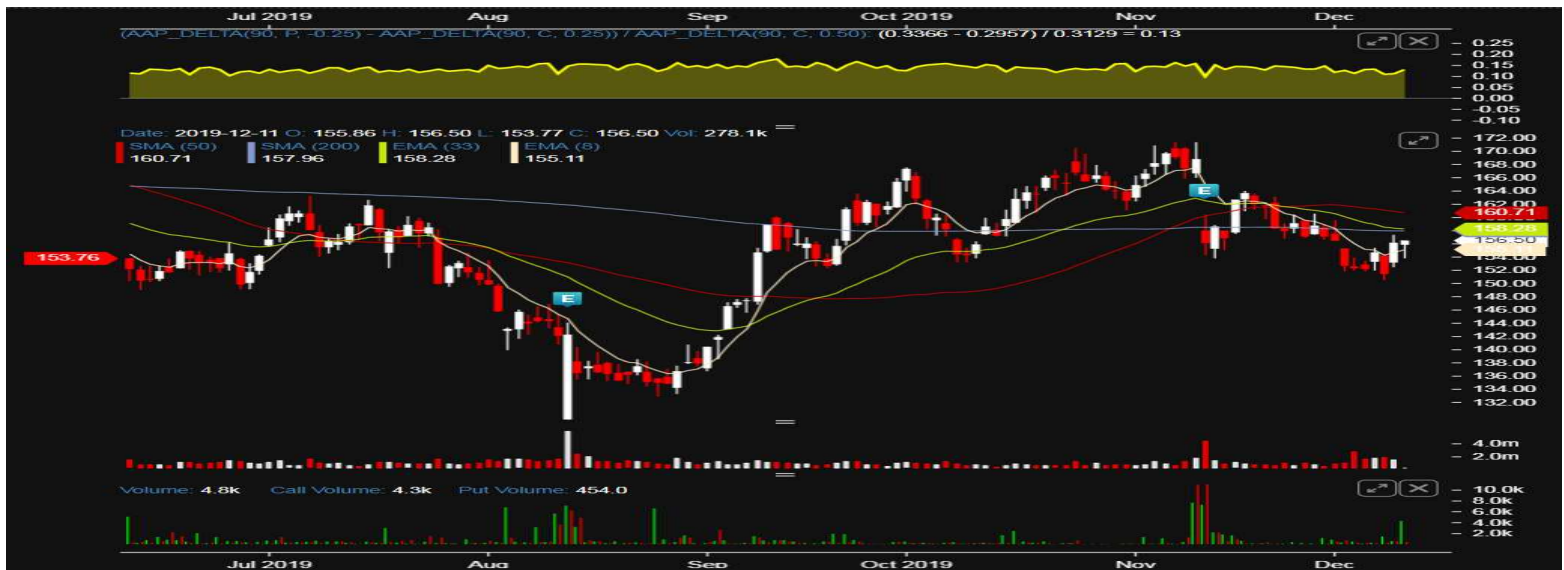 Jul 2019 Aug Sep Oct 2019 Nov Dec
(AAP_DELTA(90, P, -0.25) - AAP_DELTA(90, C, 0.25)) / AAP_DELTA(90, C, 0.50): (0.3366 - 0.2957) / 0.3129 = 0.13
0.25
0.20
0.15
0.10
0.05
0.00
-0.05
-0.10
Date: 2019-12-11 O: 155.86 H: 156.50 L: 153.77 C: 156.50 Vol: 278.1k
SMA (50) SMA (200) EMA (33) EMA (8)
160.71 157.96 158.28 155.11
172.00
170.00
168.00
166.00
164.00
162.00
160.71
158.28
156.50
154.00
152.00
150.00
148.00
146.00
144.00
142.00
140.00
138.00
136.00
134.00
132.00
153.76
E
E
4.0m
2.0m
Volume: 4.8k Call Volume: 4.3k Put Volume: 454.0
10.0k
8.0k
6.0k
4.0k
2.0k
Jul 2019 Aug Sep Oct 2019 Nov Dec